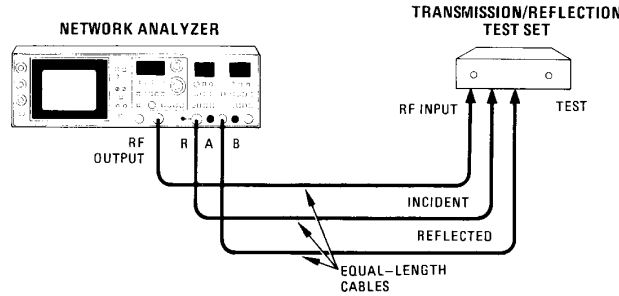 TRANSMISSION/REFLECTION
TEST SET
NETWORK ANALYZER
RF INPUT
TEST
RF
OUTPUT
R
A
B
INCIDENT
REFLECTED
EQUAL–LENGTH
CABLES